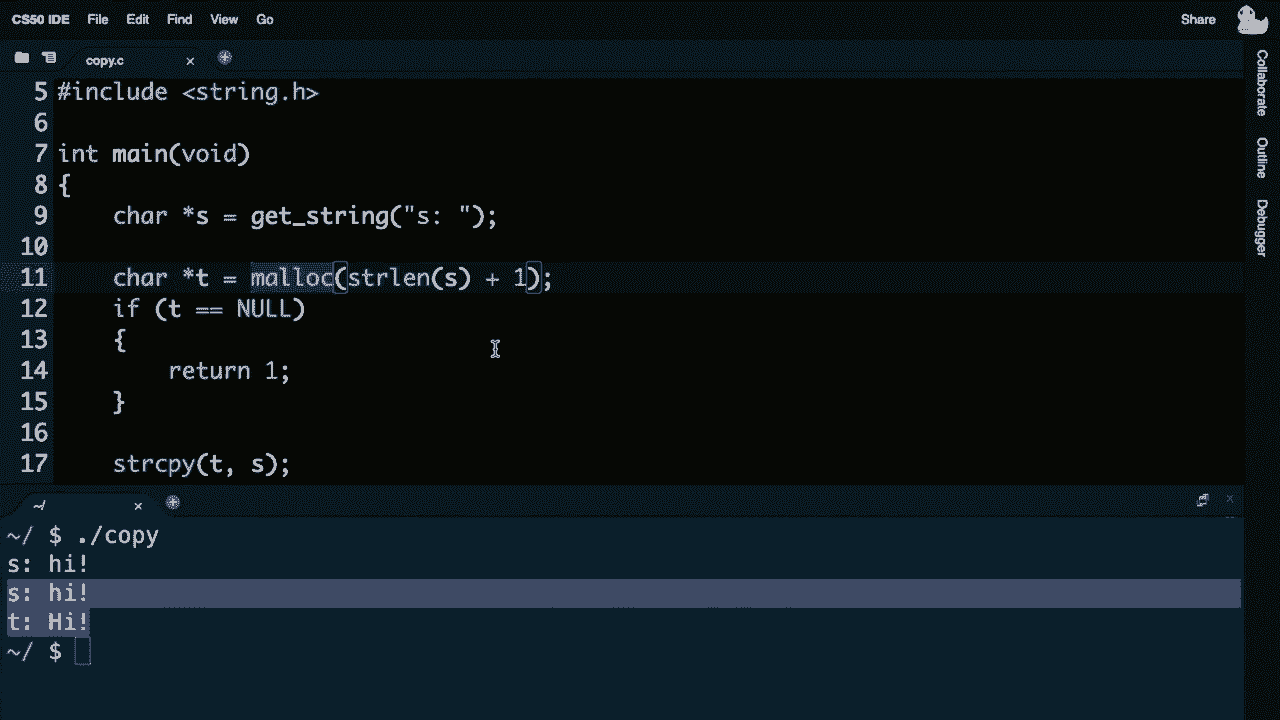 CS50 IDE File Edit Find View Go Share
copy.c ×
5 #include <string.h>
6
7 int main(void)
8 {
9     char *s = get_string("s: ");
10
11     char *t = malloc(strlen(s) + 1);
12     if (t == NULL)
13     {
14         return 1;
15     }
16
17     strcpy(t, s);
~/ ×
~/ $ ./copy
s: hi!
s: hi!
t: Hi!
~/ $
Collaborate
Outline
Debugger